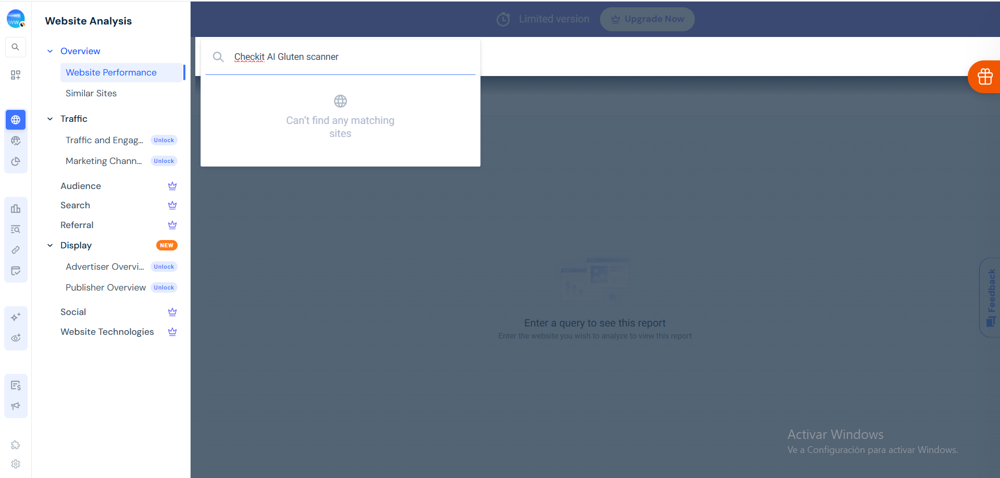 WW
Website Analysis
Overview
Website Performance
Similar Sites
Traffic
Traffic and Engag... Unlock
Marketing Chann... Unlock
Audience
Search
Referral
Display NEW
Advertiser Overvi... Unlock
Publisher Overview Unlock
Social
Website Technologies
Limited version Upgrade Now
Checkit AI Gluten scanner
Can't find any matching
sites
Enter a query to see this report
Enter the website you wish to analyze to view this report
Feedback
Activar Windows
Ve a Configuración para activar Windows.